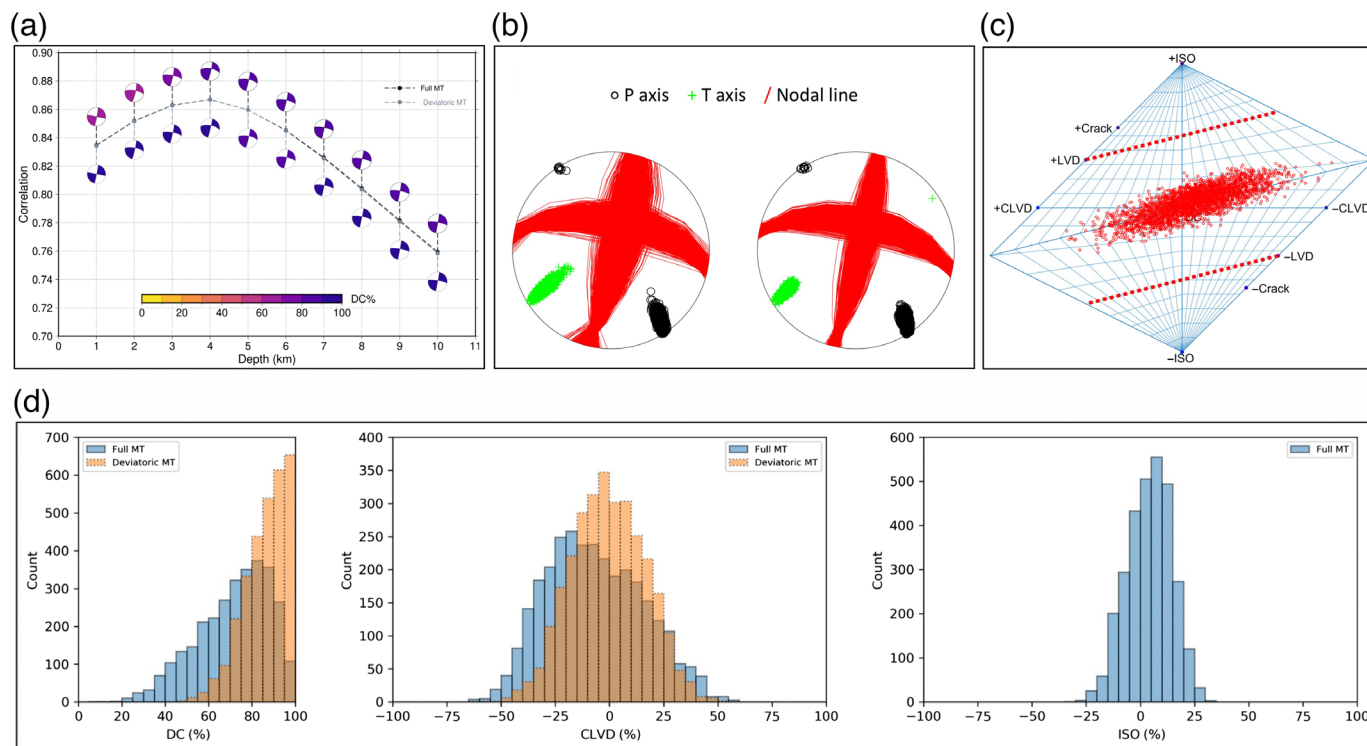 (a)
0.90
0.88
0.86
0.84
0.82
0.80
0.78
0.76
0.74
0.72
0.70
Correlation
Full MT
Deviatoric MT
DC%
0 20 40 60 80 100
0 1 2 3 4 5 6 7 8 9 10 11
Depth (km)
(b)
P axis + T axis / Nodal line
(c)
+ISO
+Crack
+LVD
+CLVD
−CLVD
−LVD
−Crack
−ISO
(d)
700
600
500
400
300
200
100
0
Count
Full MT
Deviatoric MT
0 20 40 60 80 100
DC (%)
400
350
300
250
200
150
100
50
0
Count
Full MT
Deviatoric MT
−100 −75 −50 −25 0 25 50 75 100
CLVD (%)
600
500
400
300
200
100
0
Count
Full MT
−100 −75 −50 −25 0 25 50 75 100
ISO (%)